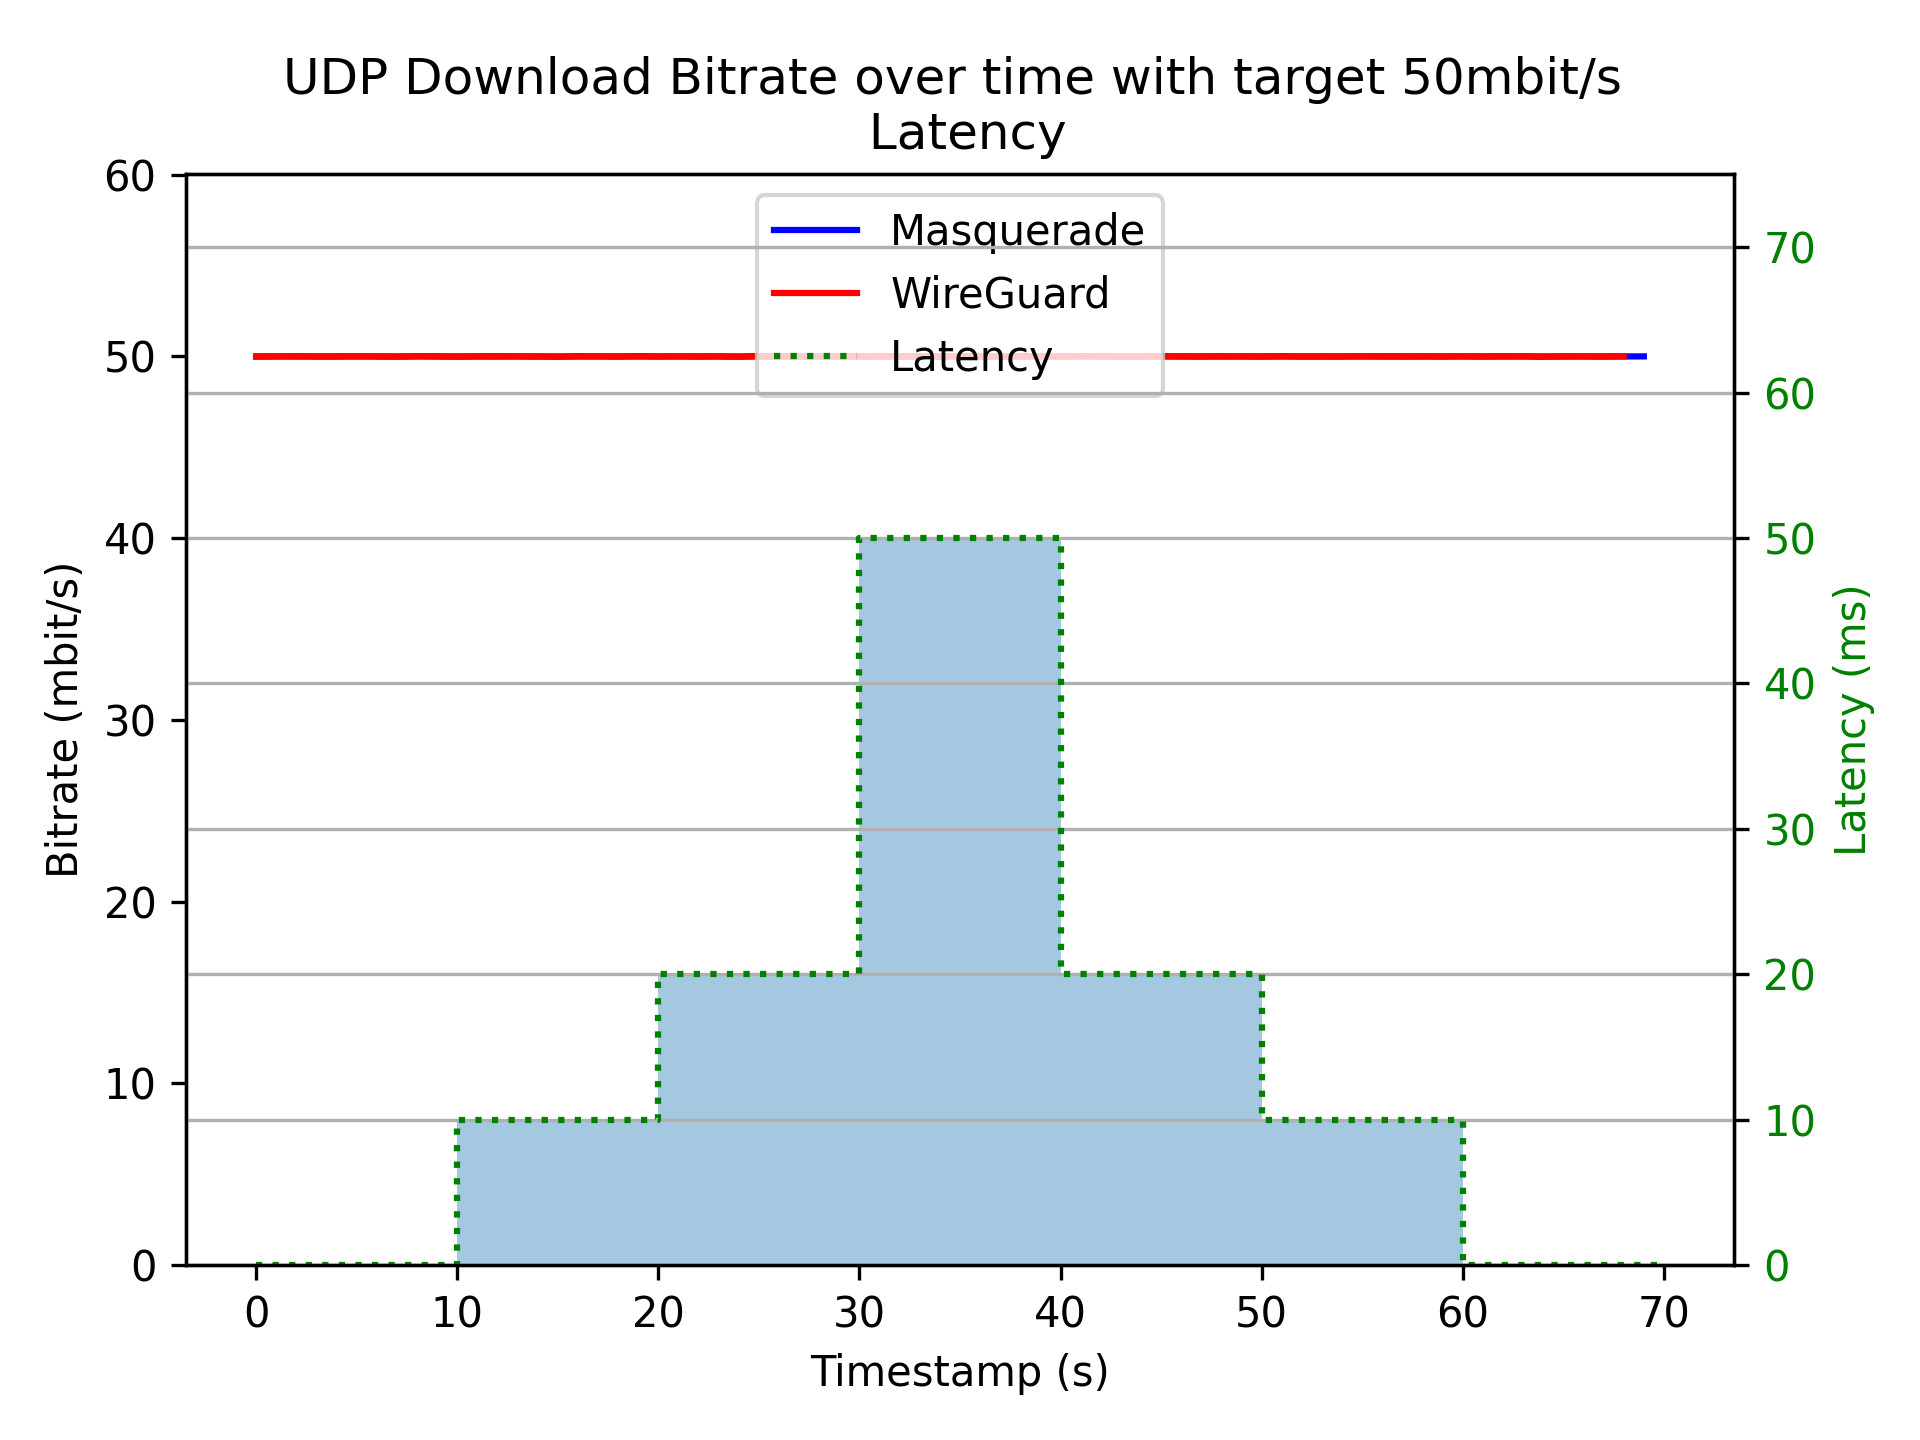 UDP Download Bitrate over time with target 50mbit/s
Latency
Masquerade
WireGuard
Latency
Bitrate (mbit/s)
60
50
40
30
20
10
0
70
60
50
40
30
20
10
0
Latency (ms)
0 10 20 30 40 50 60 70
Timestamp (s)